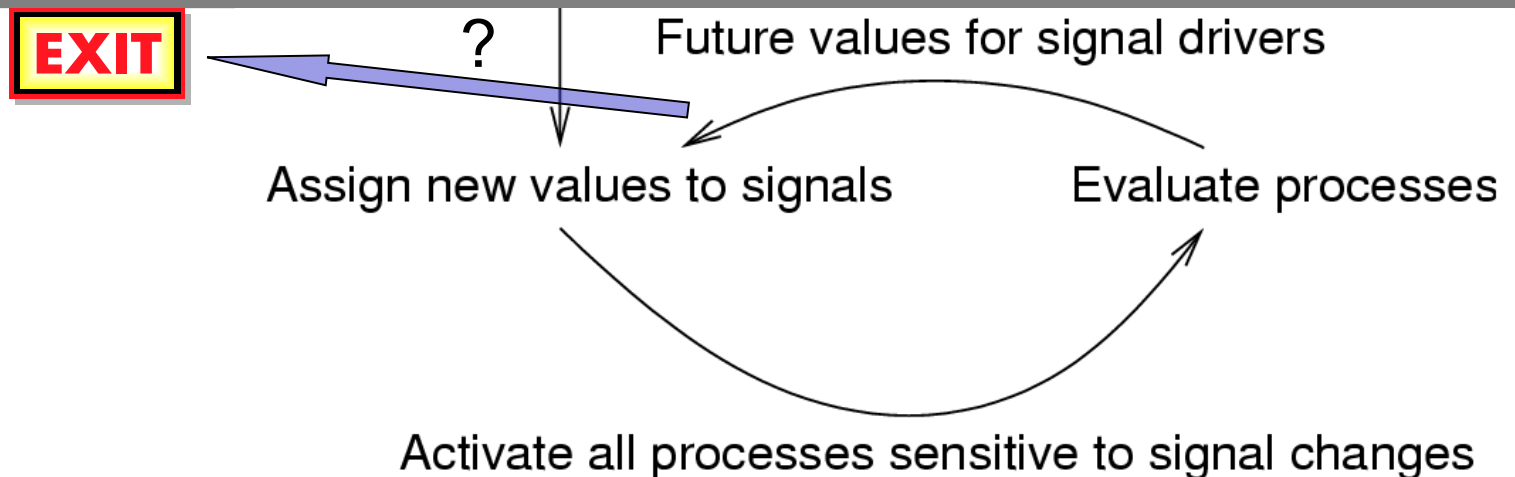 EXIT
?
Future values for signal drivers
Assign new values to signals
Evaluate processes
Activate all processes sensitive to signal changes